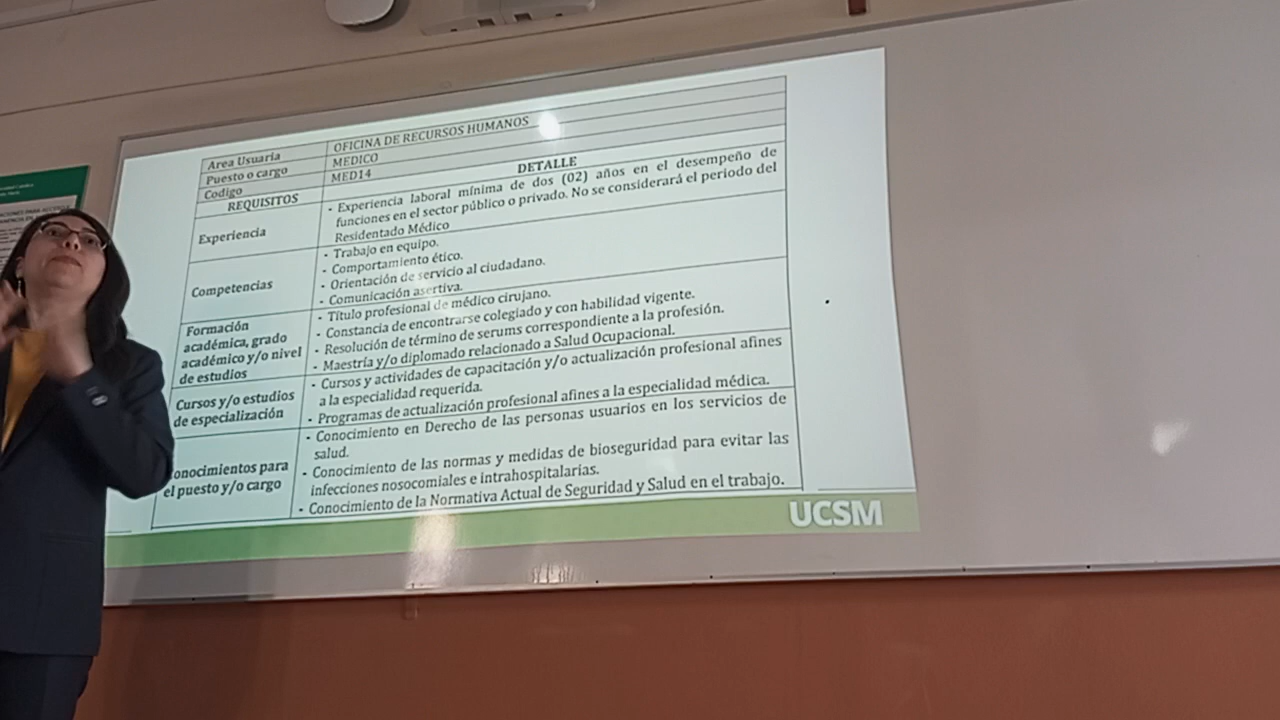 Area Usuaria OFICINA DE RECURSOS HUMANOS
Puesto o cargo MEDICO
Codigo MED14
REQUISITOS DETALLE
Experiencia
- Experiencia laboral mínima de dos (02) años en el desempeño de
funciones en el sector público o privado. No se considerará el periodo del
Residentado Médico
Competencias
- Trabajo en equipo.
- Comportamiento ético.
- Orientación de servicio al ciudadano.
- Comunicación asertiva.
Formación
académica, grado
académico y/o nivel
de estudios
- Título profesional de médico cirujano.
- Constancia de encontrarse colegiado y con habilidad vigente.
- Resolución de término de serums correspondiente a la profesión.
- Maestría y/o diplomado relacionado a Salud Ocupacional.
Cursos y/o estudios
de especialización
- Cursos y actividades de capacitación y/o actualización profesional afines
a la especialidad requerida.
- Programas de actualización profesional afines a la especialidad médica.
onocimientos para
el puesto y/o cargo
- Conocimiento en Derecho de las personas usuarios en los servicios de
salud.
- Conocimiento de las normas y medidas de bioseguridad para evitar las
infecciones nosocomiales e intrahospitalarias.
- Conocimiento de la Normativa Actual de Seguridad y Salud en el trabajo.
UCSM